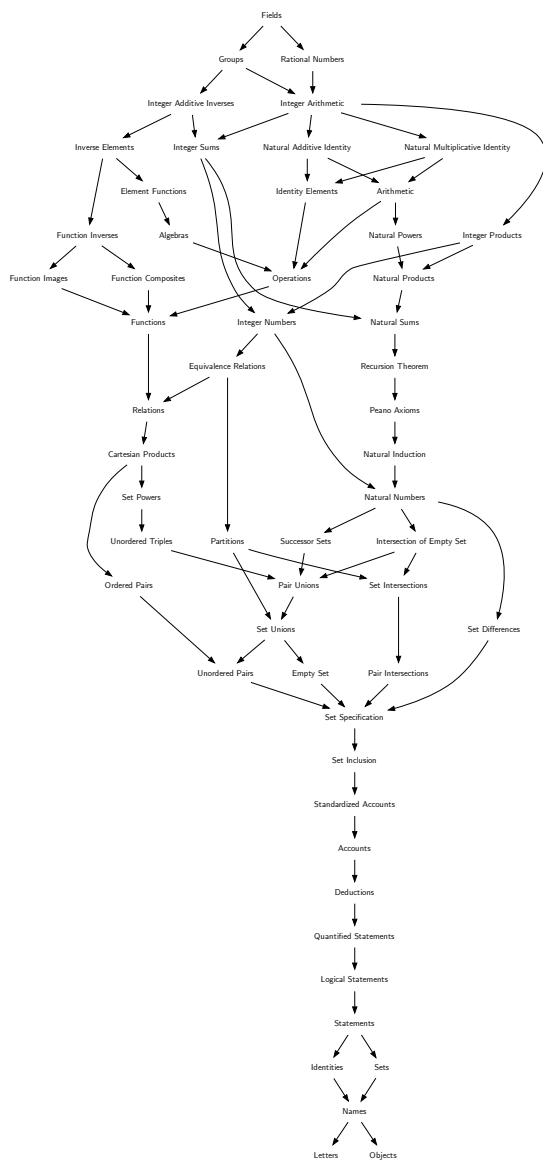 Fields
Groups
Rational Numbers
Integer Additive Inverses
Integer Arithmetic
Inverse Elements
Integer Sums
Natural Additive Identity
Natural Multiplicative Identity
Element Functions
Identity Elements
Arithmetic
Function Inverses
Algebras
Natural Powers
Integer Products
Function Images
Function Composites
Operations
Natural Products
Functions
Integer Numbers
Natural Sums
Equivalence Relations
Recursion Theorem
Relations
Peano Axioms
Cartesian Products
Natural Induction
Set Powers
Natural Numbers
Unordered Triples
Partitions
Successor Sets
Intersection of Empty Set
Ordered Pairs
Pair Unions
Set Intersections
Set Unions
Set Differences
Unordered Pairs
Empty Set
Pair Intersections
Set Specification
Set Inclusion
Standardized Accounts
Accounts
Deductions
Quantified Statements
Logical Statements
Statements
Identities
Sets
Names
Letters
Objects